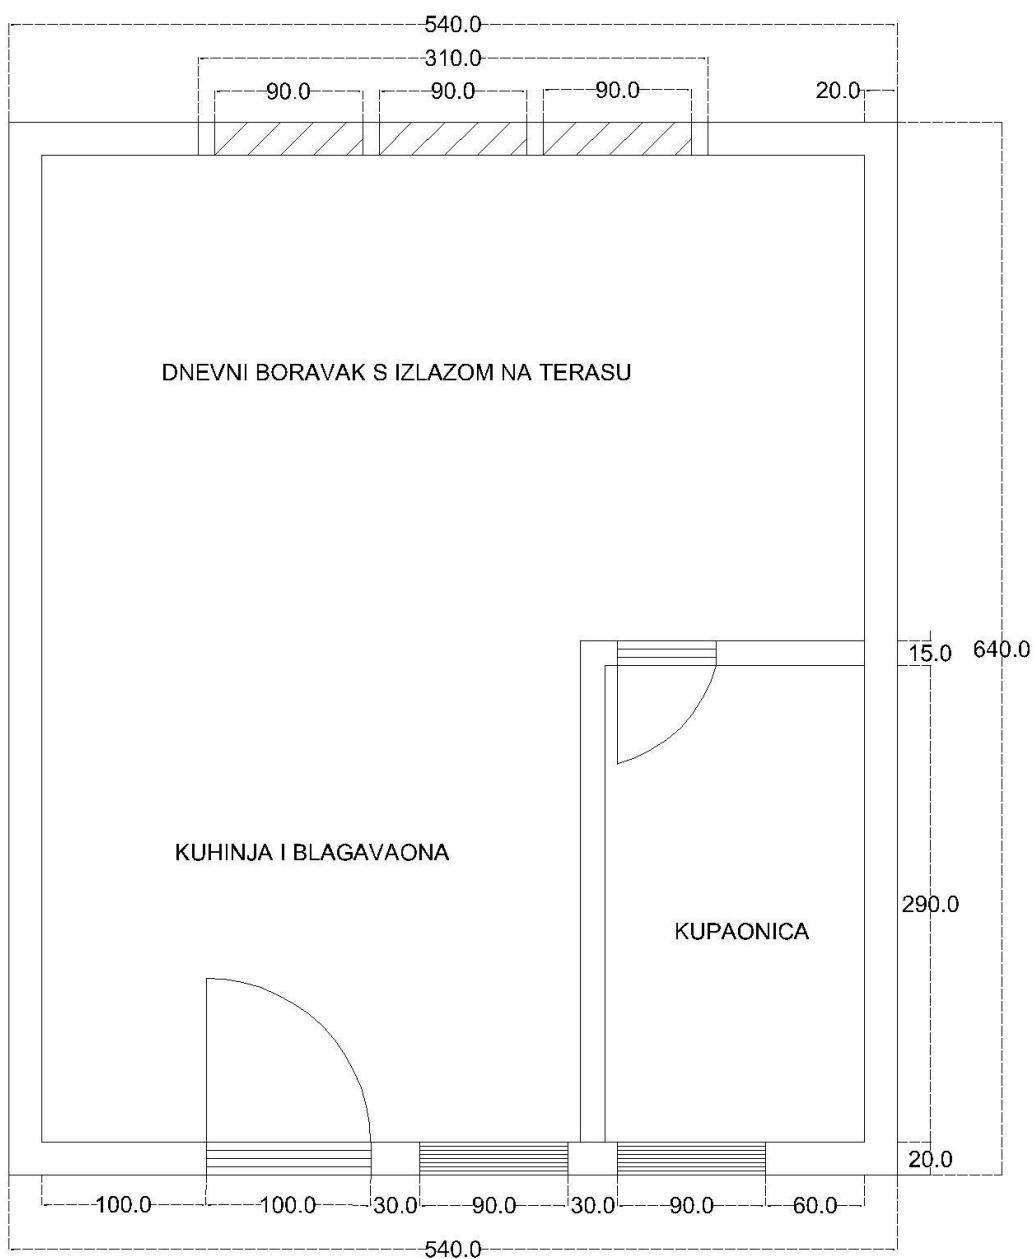 540.0
310.0
90.0 90.0 90.0 20.0
DNEVNI BORAVAK S IZLAZOM NA TERASU
15.0 640.0
KUHINJA I BLAGAVAONA
290.0
KUPAONICA
20.0
100.0 100.0 30.0 90.0 30.0 90.0 60.0
540.0